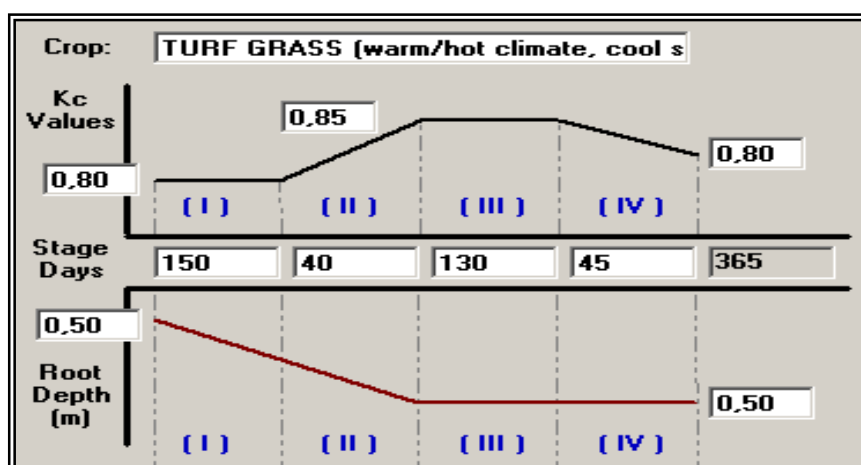 Crop: TURF GRASS (warm/hot climate, cool s
Kc
Values
0,85
0,80
0,80
( I ) ( II ) ( III ) ( IV )
Stage
Days
150 40 130 45 365
0,50
Root
Depth
(m)
0,50
( I ) ( II ) ( III ) ( IV )